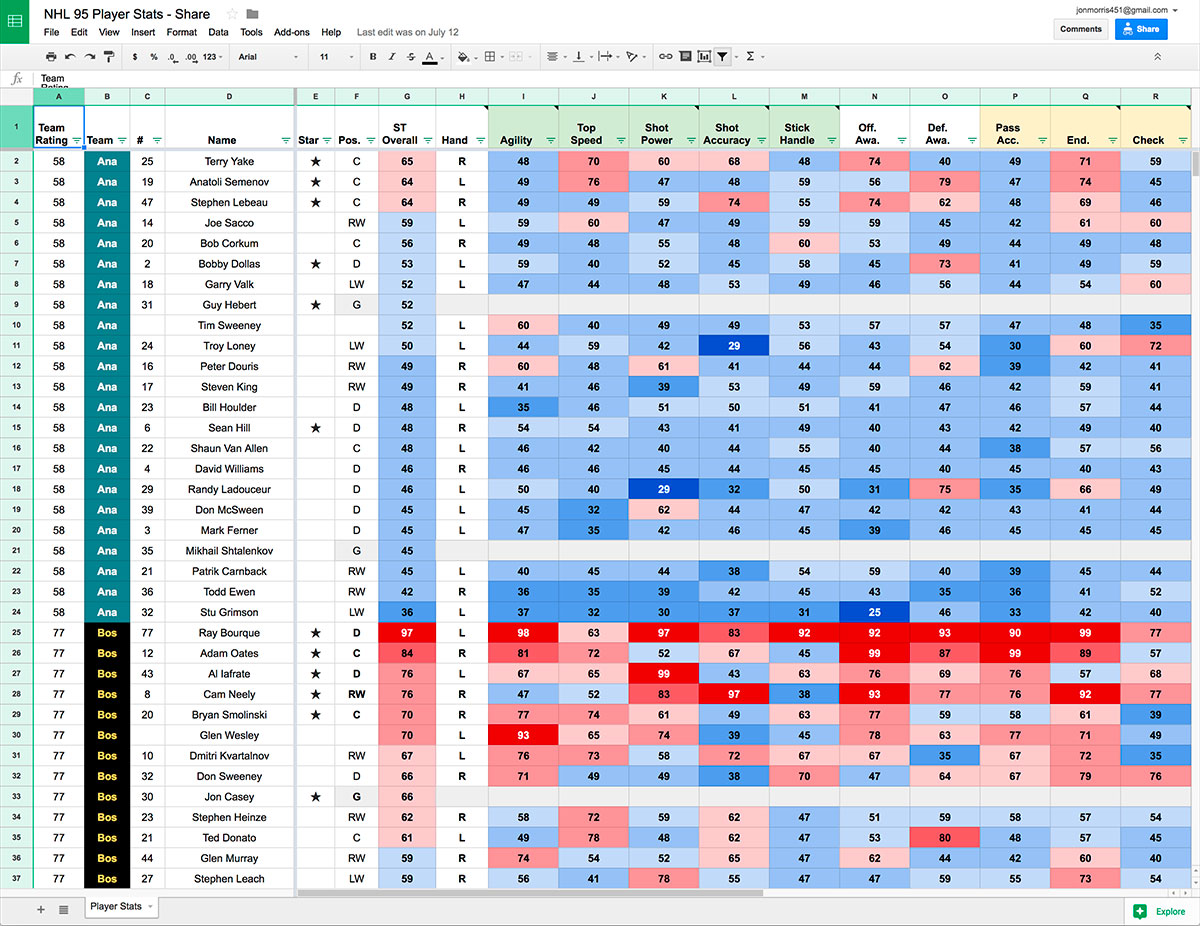 NHL 95 Player Stats - Share
jonmorris451@gmail.com
File Edit View Insert Format Data Tools Add-ons Help Last edit was on July 12
Comments Share
$ % .0 .00 123 Arial 11 B I S A Σ
fx Team
Rating
A B C D E F G H I J K L M N O P Q R
1 Team Rating Team # Name Star Pos. ST Overall Hand Agility Top Speed Shot Power Shot Accuracy Stick Handle Off. Awa. Def. Awa. Pass Acc. End. Check
2 58 Ana 25 Terry Yake ★ C 65 R 48 70 60 68 48 74 40 49 71 59
3 58 Ana 19 Anatoli Semenov ★ C 64 L 49 76 47 48 59 56 79 47 74 45
4 58 Ana 47 Stephen Lebeau ★ C 64 R 49 49 59 74 55 74 62 48 69 46
5 58 Ana 14 Joe Sacco RW 59 L 59 60 47 49 59 59 45 42 61 60
6 58 Ana 20 Bob Corkum C 56 R 49 48 55 48 60 53 49 44 49 48
7 58 Ana 2 Bobby Dollas ★ D 53 L 59 40 52 45 58 45 73 41 49 59
8 58 Ana 18 Garry Valk LW 52 L 47 44 48 53 49 46 56 44 54 60
9 58 Ana 31 Guy Hebert ★ G 52
10 58 Ana Tim Sweeney 52 L 60 40 49 49 53 57 57 47 48 35
11 58 Ana 24 Troy Loney LW 50 L 44 59 42 29 56 43 54 30 60 72
12 58 Ana 16 Peter Douris RW 49 R 60 48 61 41 44 44 62 39 42 41
13 58 Ana 17 Steven King RW 49 R 41 46 39 53 49 59 46 42 59 41
14 58 Ana 23 Bill Houlder D 48 L 35 46 51 50 51 41 47 46 57 44
15 58 Ana 6 Sean Hill ★ D 48 R 54 54 43 41 49 40 43 42 49 40
16 58 Ana 22 Shaun Van Allen C 48 L 46 42 40 44 55 40 44 38 57 56
17 58 Ana 4 David Williams D 46 R 46 46 45 44 45 45 40 45 40 43
18 58 Ana 29 Randy Ladouceur D 46 L 50 40 29 32 50 31 75 35 66 49
19 58 Ana 39 Don McSween D 45 L 45 32 62 44 47 42 42 43 41 44
20 58 Ana 3 Mark Ferner D 45 L 47 35 42 46 45 39 46 45 45 45
21 58 Ana 35 Mikhail Shtalenkov G 45
22 58 Ana 21 Patrik Carnback RW 45 L 40 45 44 38 54 59 40 39 45 44
23 58 Ana 36 Todd Ewen RW 42 R 36 35 39 42 45 43 35 36 41 52
24 58 Ana 32 Stu Grimson LW 36 L 37 32 30 37 31 25 46 33 42 40
25 77 Bos 77 Ray Bourque ★ D 97 L 98 63 97 83 92 92 93 90 99 77
26 77 Bos 12 Adam Oates ★ C 84 R 81 72 52 67 45 99 87 99 89 57
27 77 Bos 43 Al Iafrate ★ D 76 L 67 65 99 43 63 76 69 76 57 68
28 77 Bos 8 Cam Neely ★ RW 76 R 47 52 83 97 38 93 77 76 92 77
29 77 Bos 20 Bryan Smolinski ★ C 70 R 77 74 61 49 63 77 59 58 61 39
30 77 Bos Glen Wesley 70 L 93 65 74 39 45 78 63 77 71 49
31 77 Bos 10 Dmitri Kvartalnov RW 67 L 76 73 58 72 67 67 35 67 72 35
32 77 Bos 32 Don Sweeney D 66 R 71 49 49 38 70 47 64 67 79 76
33 77 Bos 30 Jon Casey ★ G 66
34 77 Bos 23 Stephen Heinze RW 62 R 58 72 59 62 47 51 59 58 57 54
35 77 Bos 21 Ted Donato C 61 L 49 78 48 62 47 53 80 48 57 45
36 77 Bos 44 Glen Murray RW 59 R 74 54 52 65 47 62 44 42 60 40
37 77 Bos 27 Stephen Leach LW 59 R 56 41 78 55 47 47 59 55 73 54
Player Stats
Explore